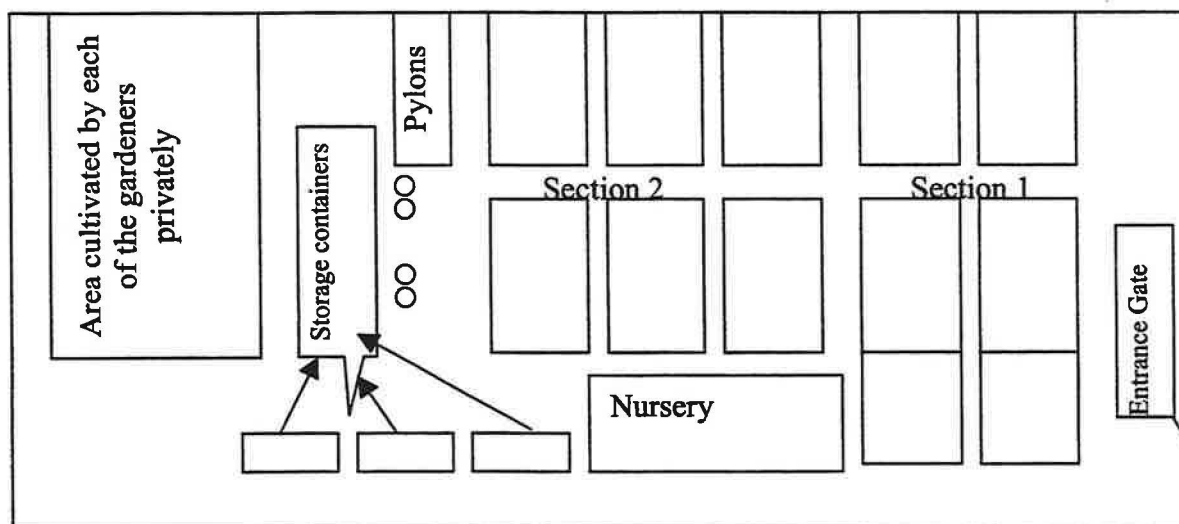 Area cultivated by each
of the gardeners
privately
Storage containers
Pylons
Section 2
Section 1
Nursery
Entrance Gate